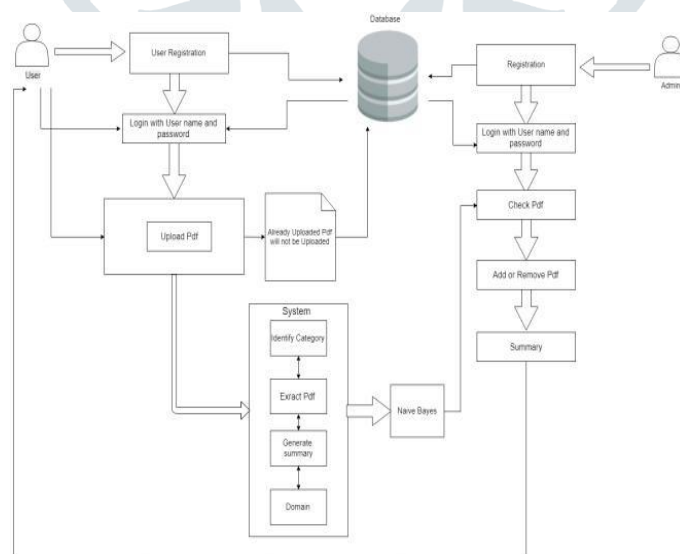 Database
User Registration
User
Registration
Admin
Login with User name and
password
Login with User name and
password
Upload Pdf
Already Uploaded Pdf
will not be Uploaded
Check Pdf
Add or Remove Pdf
Summary
System
Identify Category
Exract Pdf
Generate
summary
Domain
Naive Bayes